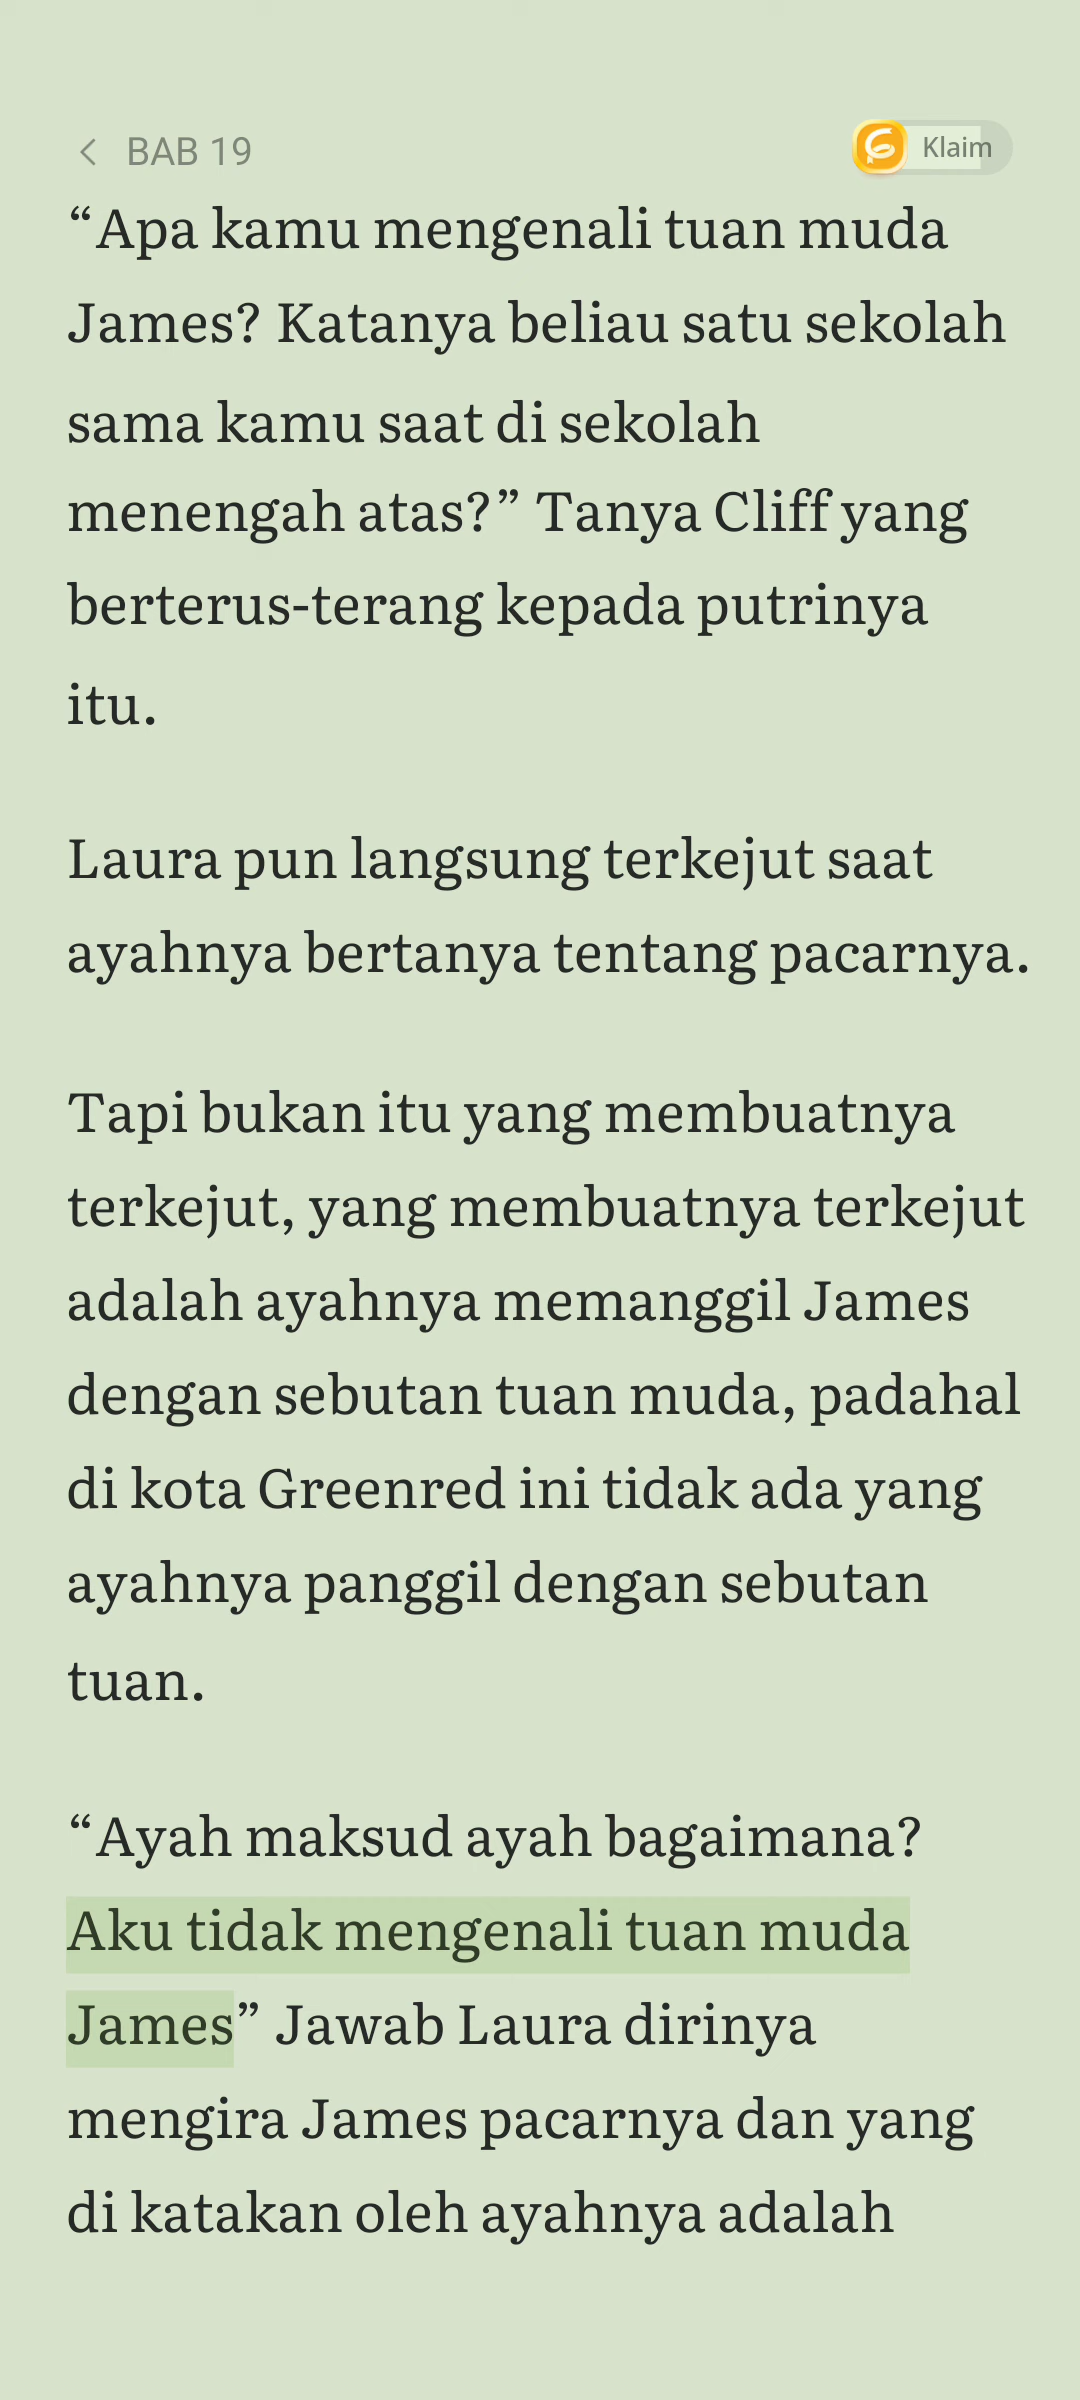 BAB 19
Klaim
“Apa kamu mengenali tuan muda
James? Katanya beliau satu sekolah
sama kamu saat di sekolah
menengah atas?” Tanya Cliff yang
berterus-terang kepada putrinya
itu.
Laura pun langsung terkejut saat
ayahnya bertanya tentang pacarnya.
Tapi bukan itu yang membuatnya
terkejut, yang membuatnya terkejut
adalah ayahnya memanggil James
dengan sebutan tuan muda, padahal
di kota Greenred ini tidak ada yang
ayahnya panggil dengan sebutan
tuan.
“Ayah maksud ayah bagaimana?
Aku tidak mengenali tuan muda
James” Jawab Laura dirinya
mengira James pacarnya dan yang
di katakan oleh ayahnya adalah